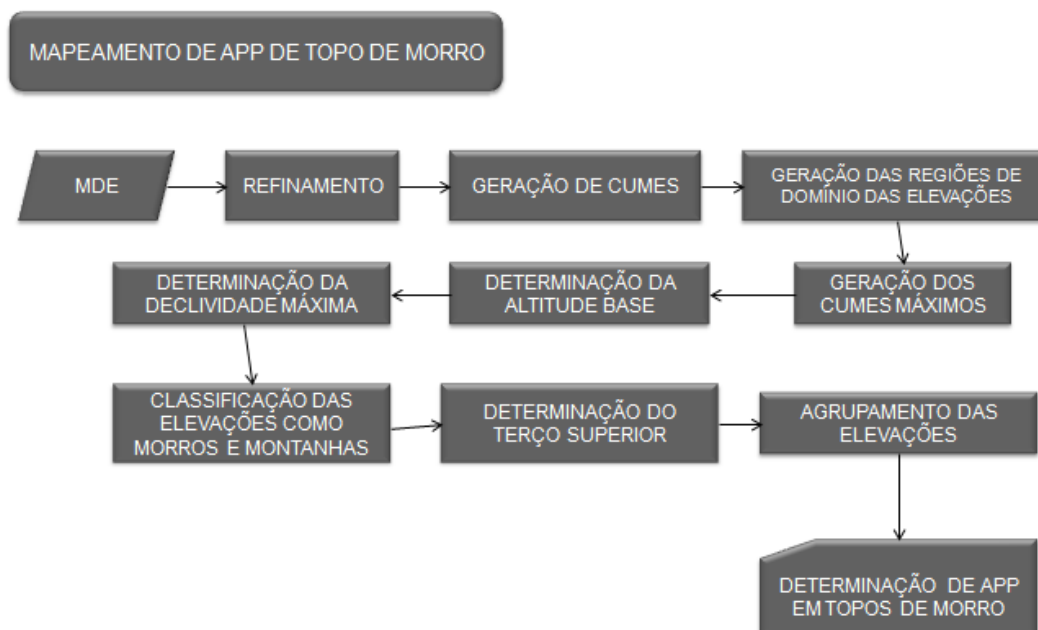 MAPEAMENTO DE APP DE TOPO DE MORRO
MDE
REFINAMENTO
GERAÇÃO DE CUMES
GERAÇÃO DAS REGIÕES DE
DOMÍNIO DAS ELEVAÇÕES
GERAÇÃO DOS
CUMES MÁXIMOS
DETERMINAÇÃO DA
ALTITUDE BASE
DETERMINAÇÃO DA
DECLIVIDADE MÁXIMA
CLASSIFICAÇÃO DAS
ELEVAÇÕES COMO
MORROS E MONTANHAS
DETERMINAÇÃO DO
TERÇO SUPERIOR
AGRUPAMENTO DAS
ELEVAÇÕES
DETERMINAÇÃO DE APP
EM TOPOS DE MORRO